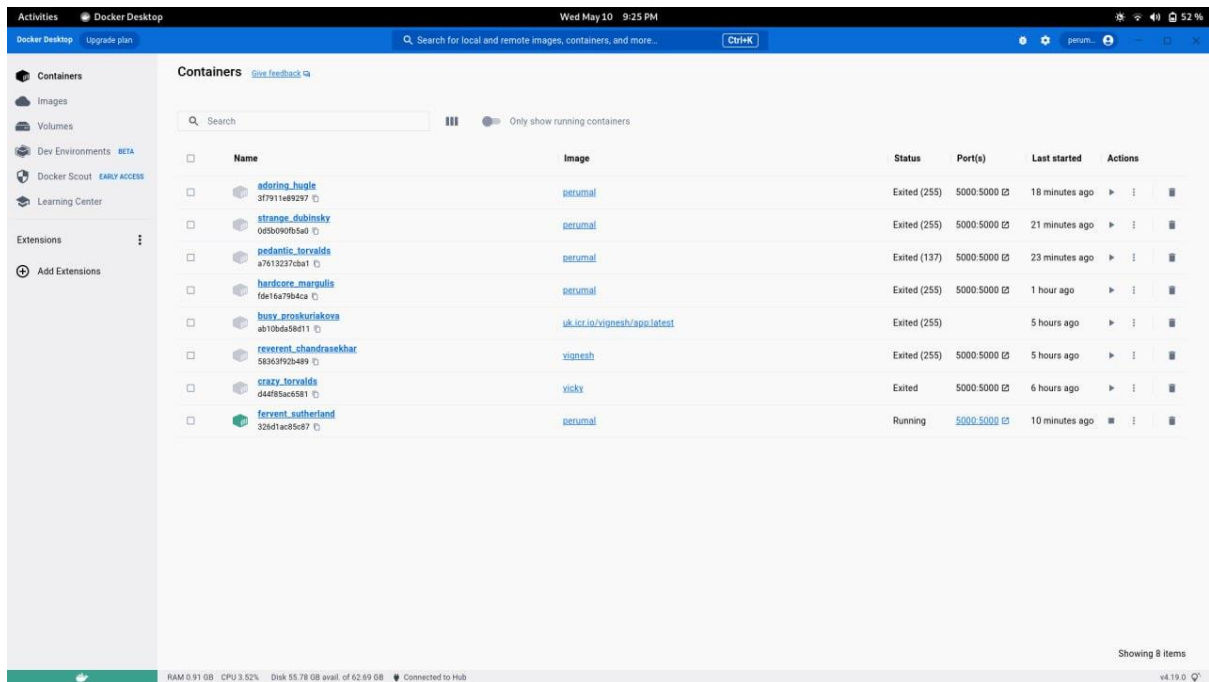 Activities Docker Desktop Wed May 10 9:25 PM 52 %
Docker Desktop Upgrade plan Search for local and remote images, containers, and more... Ctrl+K perum...
Containers
Images
Volumes
Dev Environments BETA
Docker Scout EARLY ACCESS
Learning Center
Extensions
Add Extensions
Containers Give feedback
Search Only show running containers
Name Image Status Port(s) Last started Actions
adoring_hugle perumal Exited (255) 5000:5000 18 minutes ago
3f7911e89297
strange_dubinsky perumal Exited (255) 5000:5000 21 minutes ago
0d5b090fb5a0
pedantic_torvalds perumal Exited (137) 5000:5000 23 minutes ago
a7613237cba1
hardcore_margulis perumal Exited (255) 5000:5000 1 hour ago
fde16a79b4ca
busy_proskuriakova uk.icr.io/vignesh/app:latest Exited (255) 5 hours ago
ab10bda58d11
reverent_chandrasekhar vignesh Exited (255) 5000:5000 5 hours ago
58363f92b489
crazy_torvalds vicky Exited 5000:5000 6 hours ago
d44f85ac6581
fervent_sutherland perumal Running 5000:5000 10 minutes ago
326d1ac85c87
Showing 8 items
RAM 0.91 GB CPU 3.52% Disk 55.78 GB avail. of 62.69 GB Connected to Hub v4.19.0